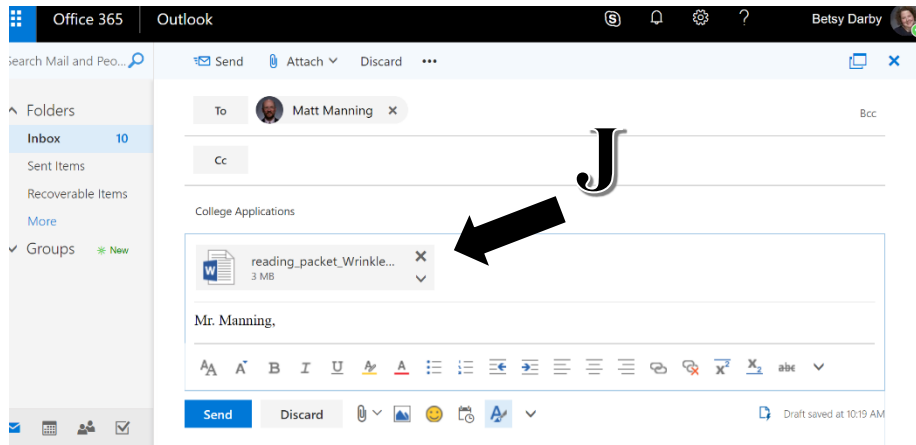 Office 365 Outlook Betsy Darby
Search Mail and Peo... Send Attach Discard
To Matt Manning Bcc
Folders
Inbox 10
Cc
J
Sent Items
Recoverable Items
More
College Applications
Groups New
reading_packet_Wrinkle...
3 MB
Mr. Manning,
Send Discard Draft saved at 10:19 AM